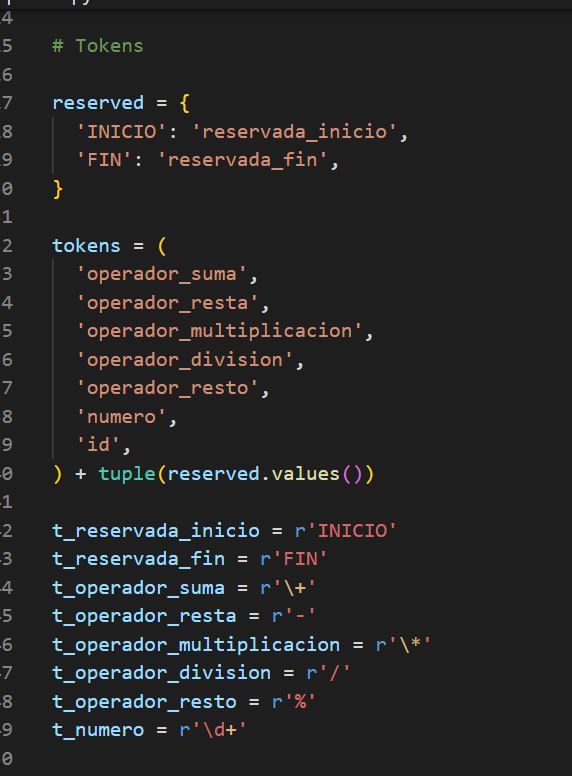 4
5 # Tokens
6
7 reserved = {
8 'INICIO': 'reservada_inicio',
9 'FIN': 'reservada_fin',
0 }
1
2 tokens = (
3 'operador_suma',
4 'operador_resta',
5 'operador_multiplicacion',
6 'operador_division',
7 'operador_resto',
8 'numero',
9 'id',
0 ) + tuple(reserved.values())
1
2 t_reservada_inicio = r'INICIO'
3 t_reservada_fin = r'FIN'
4 t_operador_suma = r'\+'
5 t_operador_resta = r'-'
6 t_operador_multiplicacion = r'\*'
7 t_operador_division = r'/'
8 t_operador_resto = r'%'
9 t_numero = r'\d+'
0